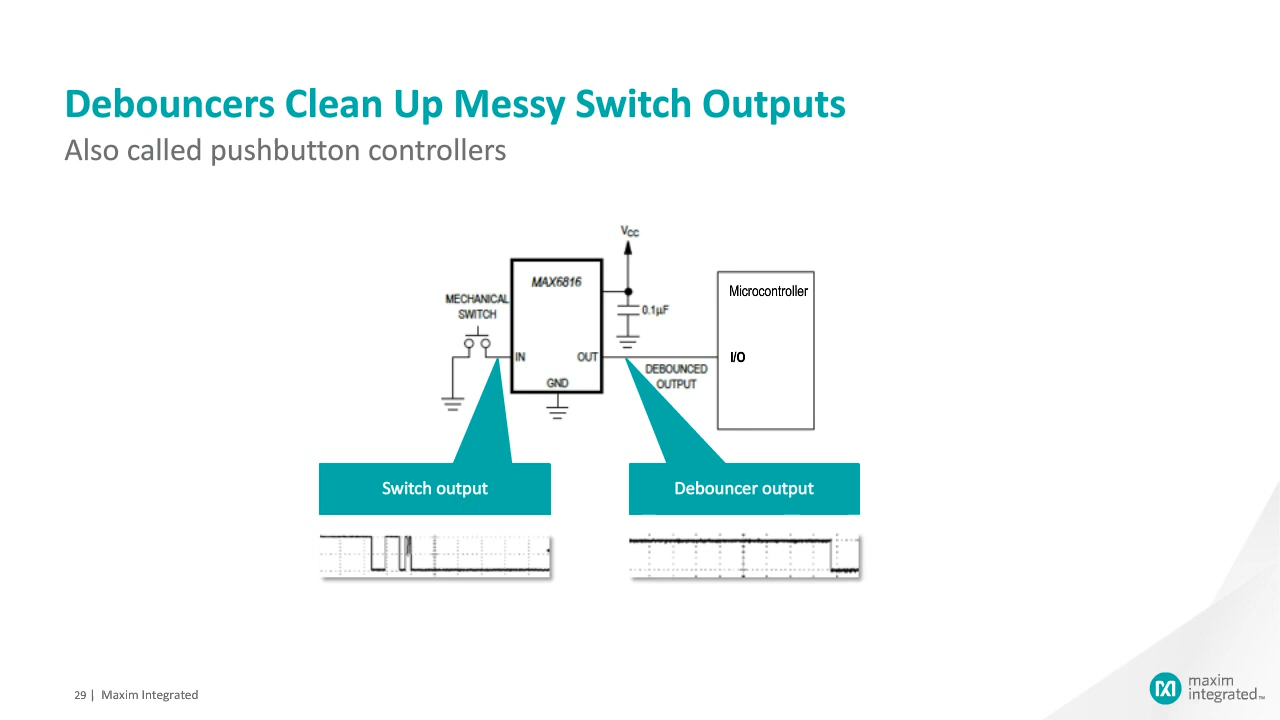 Debouncers Clean Up Messy Switch Outputs
Also called pushbutton controllers
VCC
MAX6816
Microcontroller
MECHANICAL
SWITCH
0.1µF
IN
OUT
I/O
DEBOUNCED
OUTPUT
GND
Switch output
Debouncer output
29 | Maxim Integrated
maxim
integrated™